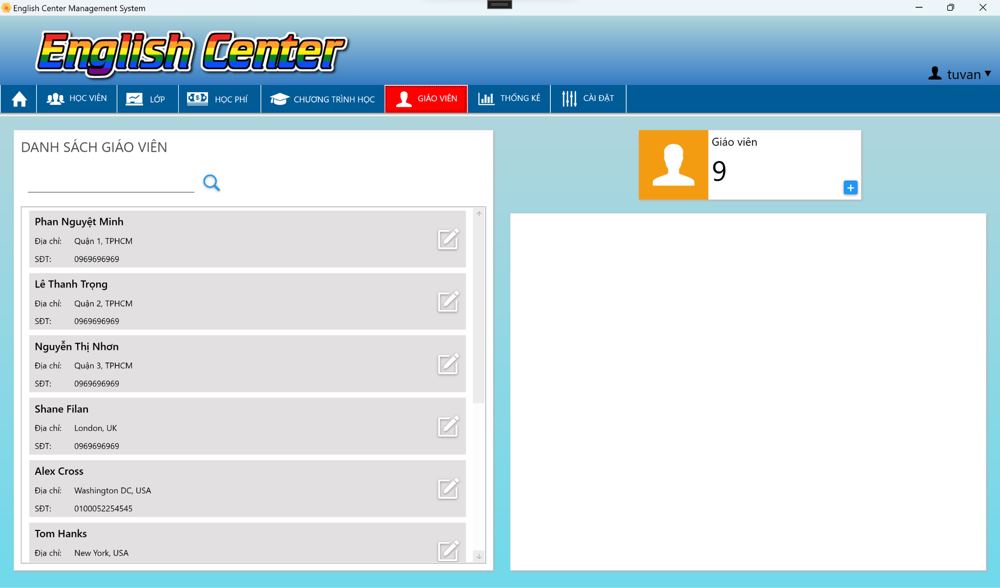 English Center Management System
English Center
tuvan
HỌC VIÊN
LỚP
HỌC PHÍ
CHƯƠNG TRÌNH HỌC
GIÁO VIÊN
THỐNG KÊ
CÀI ĐẶT
DANH SÁCH GIÁO VIÊN
Giáo viên
9
Phan Nguyệt Minh
Địa chỉ: Quận 1, TPHCM
SĐT: 0969696969
Lê Thanh Trọng
Địa chỉ: Quận 2, TPHCM
SĐT: 0969696969
Nguyễn Thị Nhơn
Địa chỉ: Quận 3, TPHCM
SĐT: 0969696969
Shane Filan
Địa chỉ: London, UK
SĐT: 0969696969
Alex Cross
Địa chỉ: Washington DC, USA
SĐT: 0100052254545
Tom Hanks
Địa chỉ: New York, USA